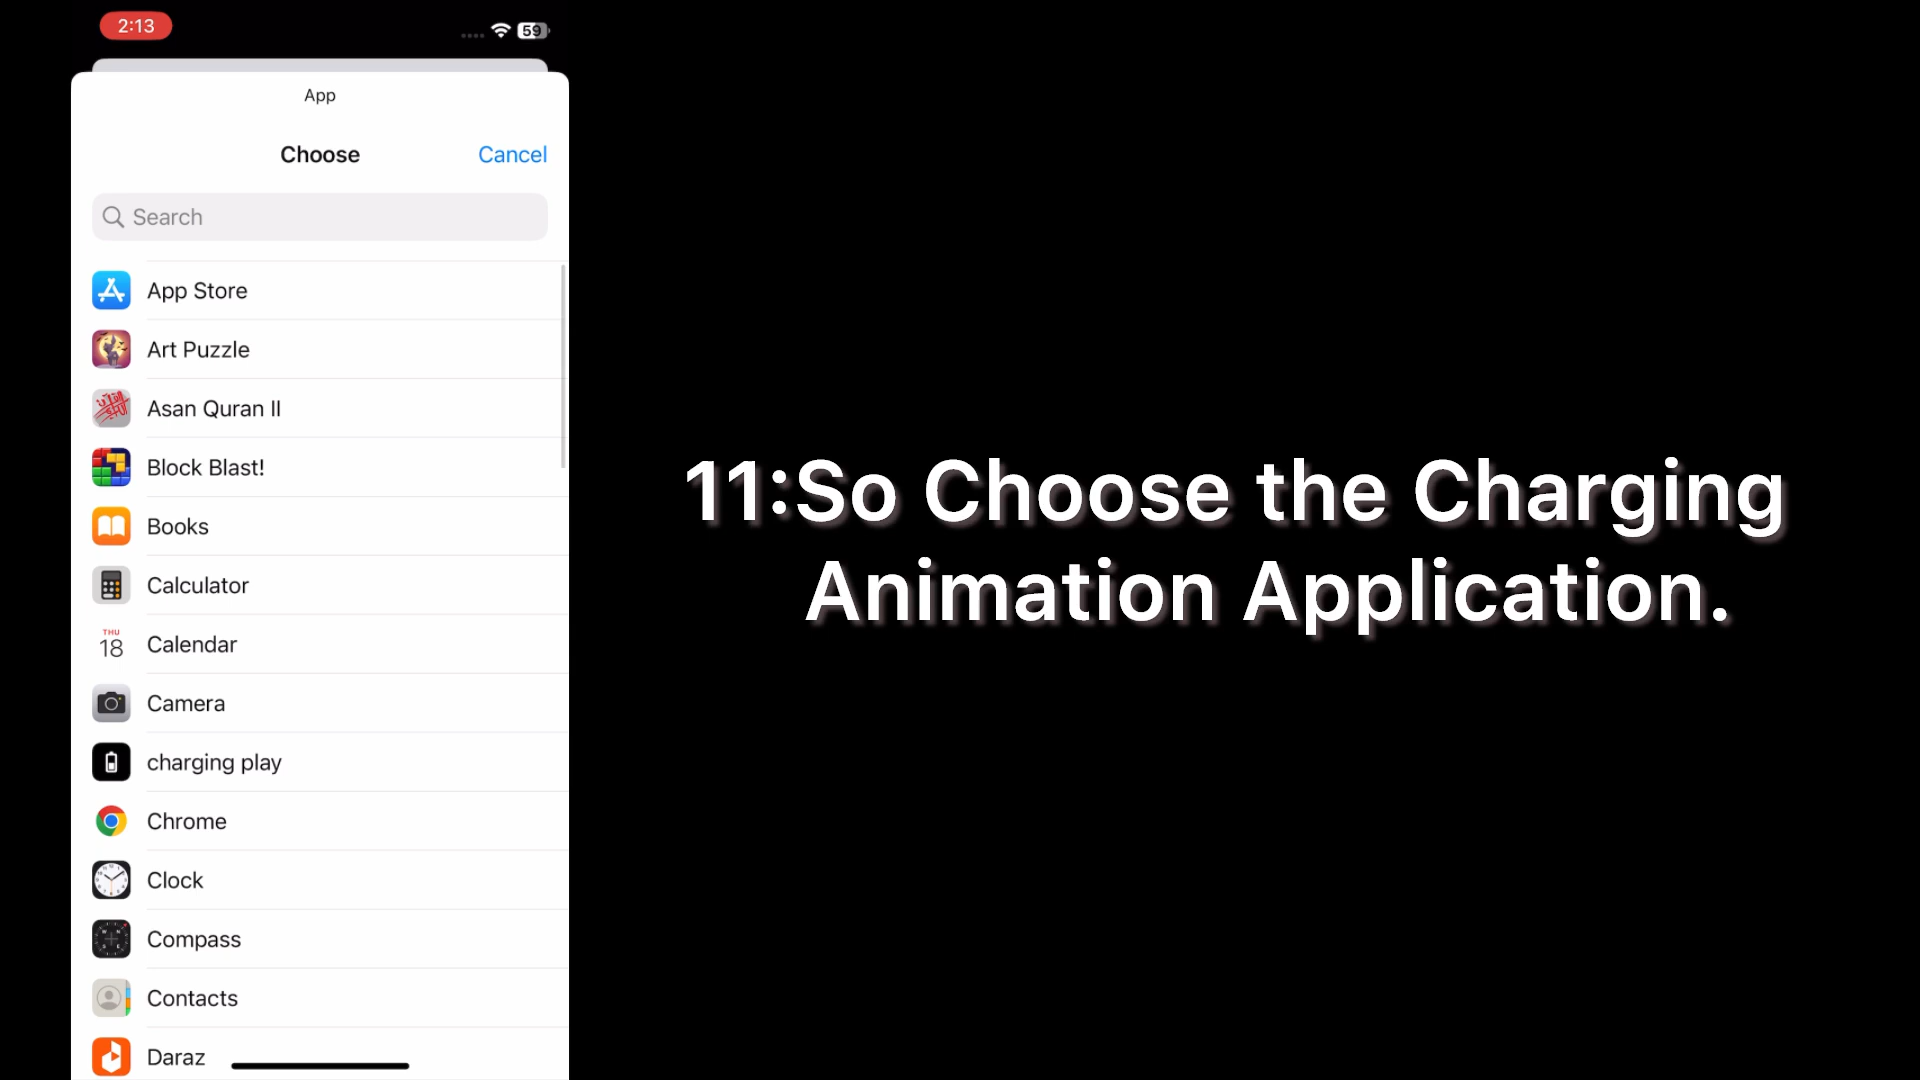 2:13
59
App
Choose
Cancel
Search
App Store
Art Puzzle
Asan Quran II
Block Blast!
Books
Calculator
THU
18
Calendar
Camera
charging play
Chrome
Clock
Compass
Contacts
Daraz
11:So Choose the Charging
Animation Application.